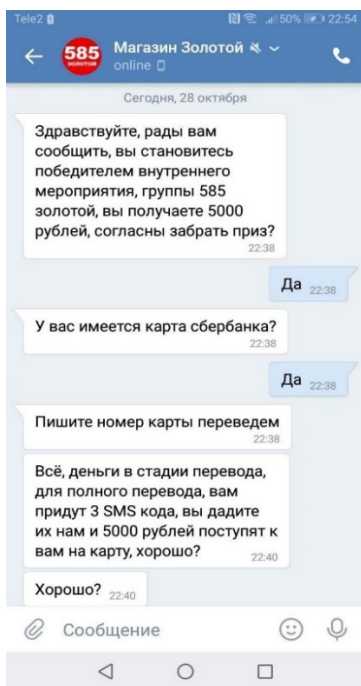 Tele2 50% 22:54
585 Магазин Золотой
золотой online
Сегодня, 28 октября
Здравствуйте, рады вам
сообщить, вы становитесь
победителем внутреннего
мероприятия, группы 585
золотой, вы получаете 5000
рублей, согласны забрать приз?
22:38
Да 22:38
У вас имеется карта сбербанка?
22:38
Да 22:38
Пишите номер карты переведем
22:38
Всё, деньги в стадии перевода,
для полного перевода, вам
придут 3 SMS кода, вы дадите
их нам и 5000 рублей поступят к
вам на карту, хорошо?
22:40
Хорошо? 22:40
Сообщение